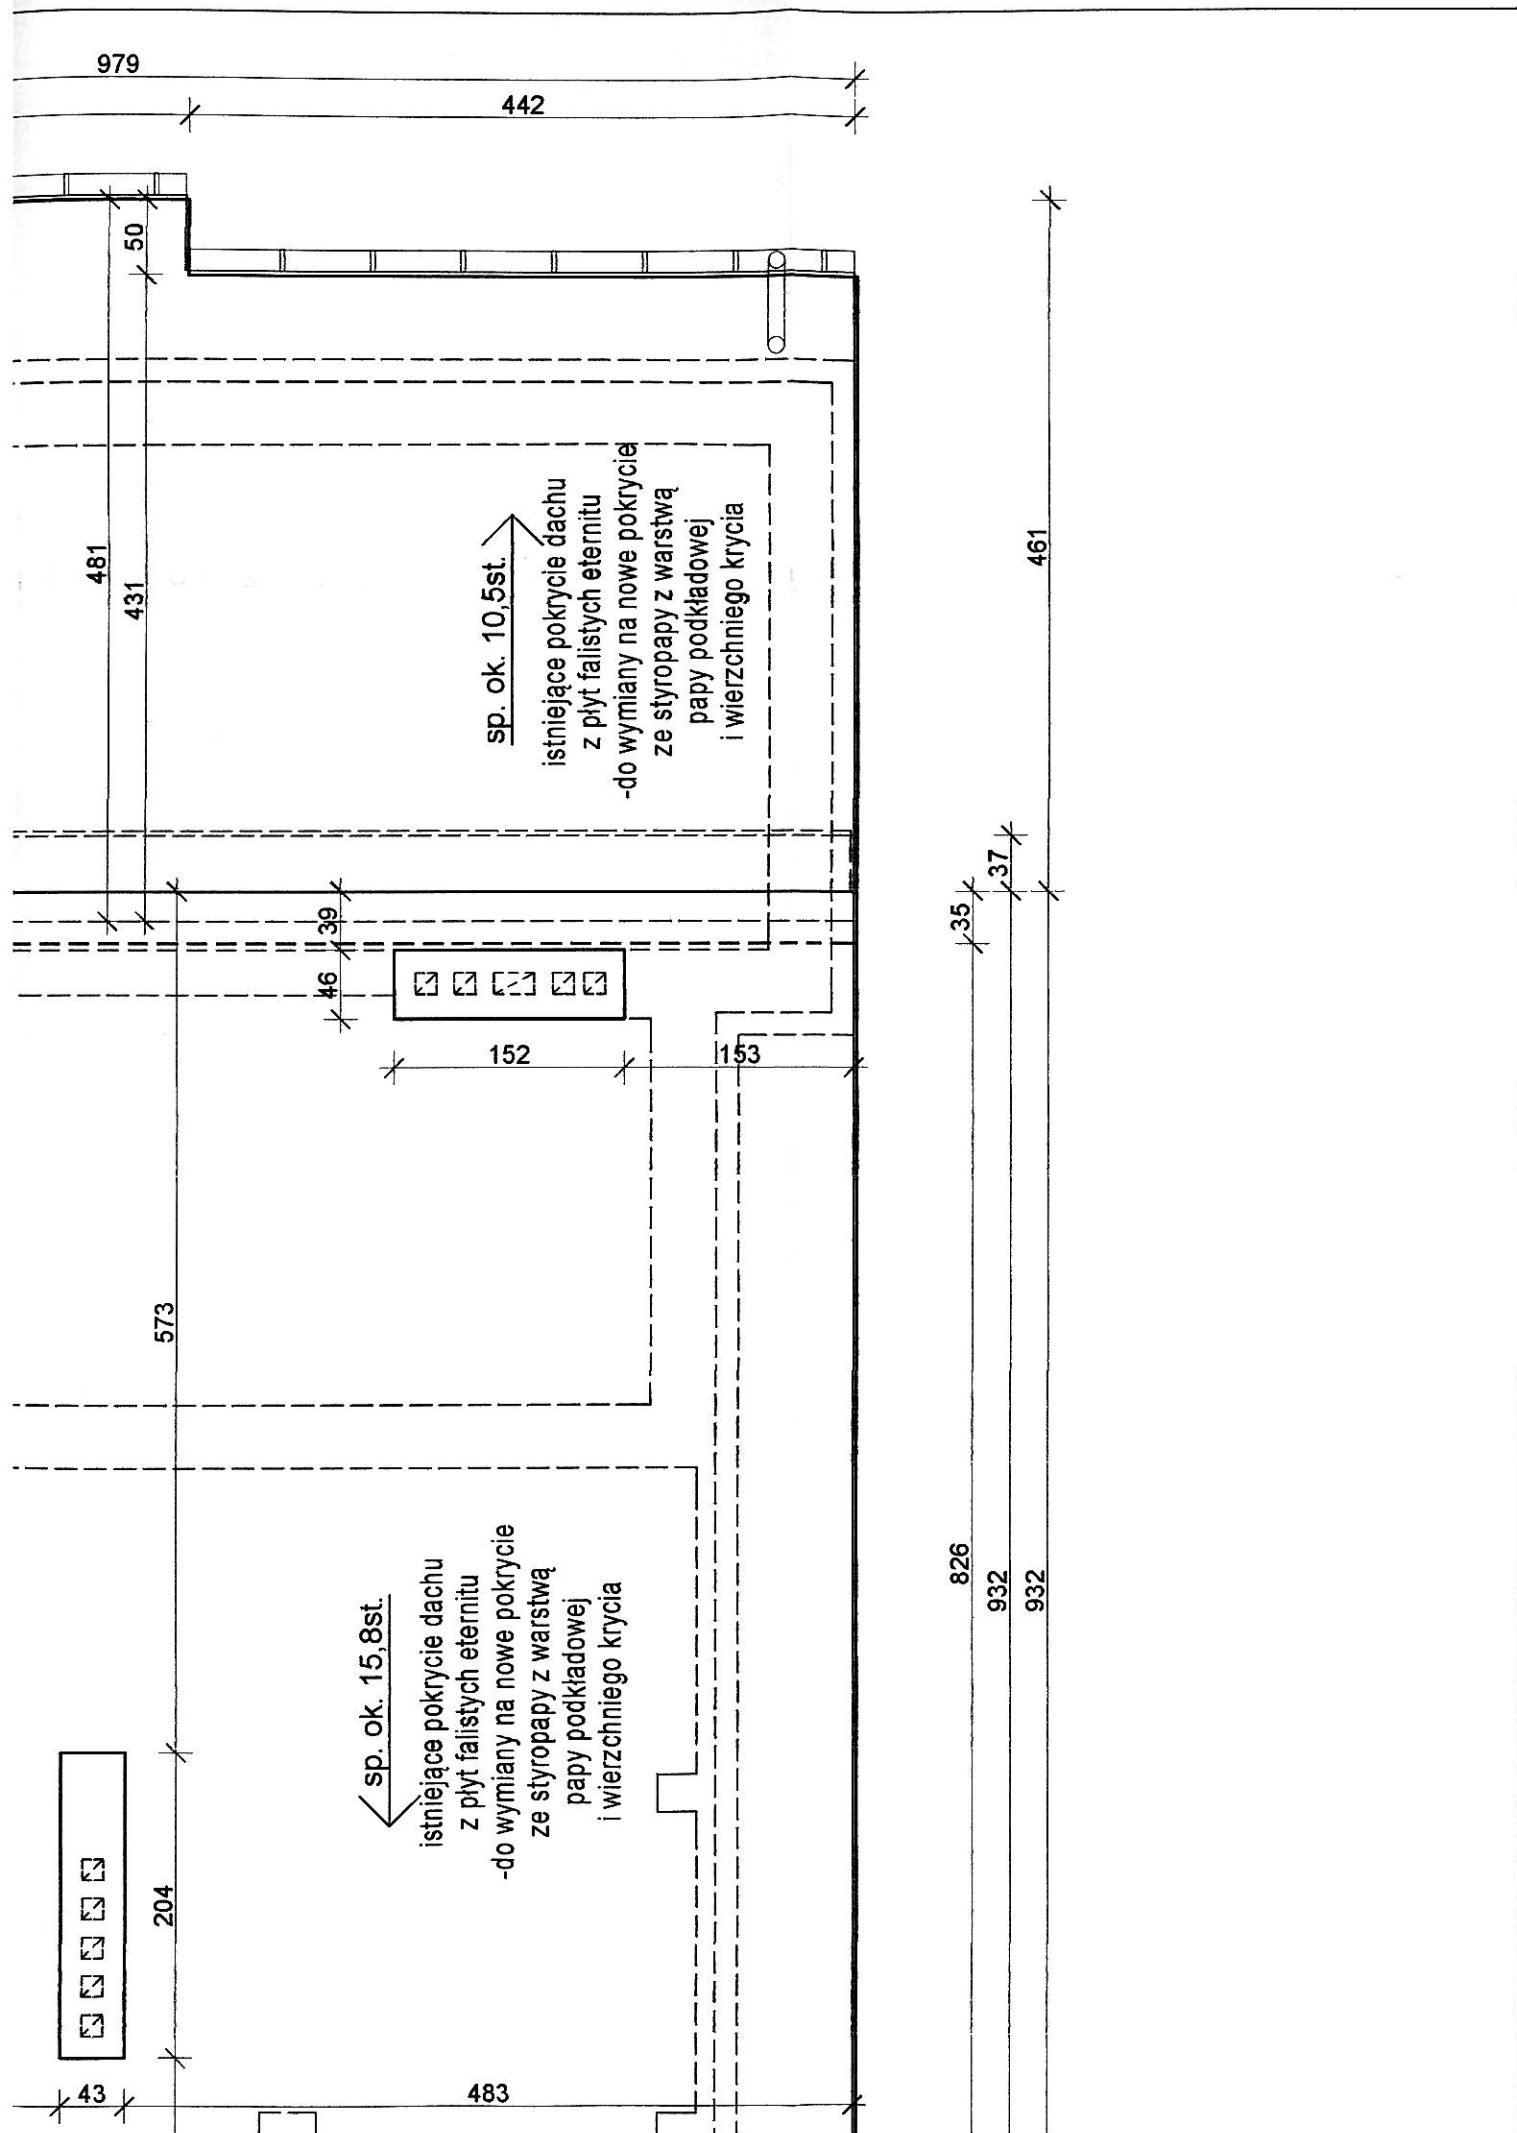 979
442
50
481
431
461
sp. ok. 10,5st.
istniejące pokrycie dachu
z płyt falistych eternitu
-do wymiany na nowe pokrycie
ze styropapy z warstwą
papy podkładowej
i wierzchniego krycia
37
35
39
46
152
153
573
826
932
932
sp. ok. 15,8st.
istniejące pokrycie dachu
z płyt falistych eternitu
-do wymiany na nowe pokrycie
ze styropapy z warstwą
papy podkładowej
i wierzchniego krycia
204
43
483